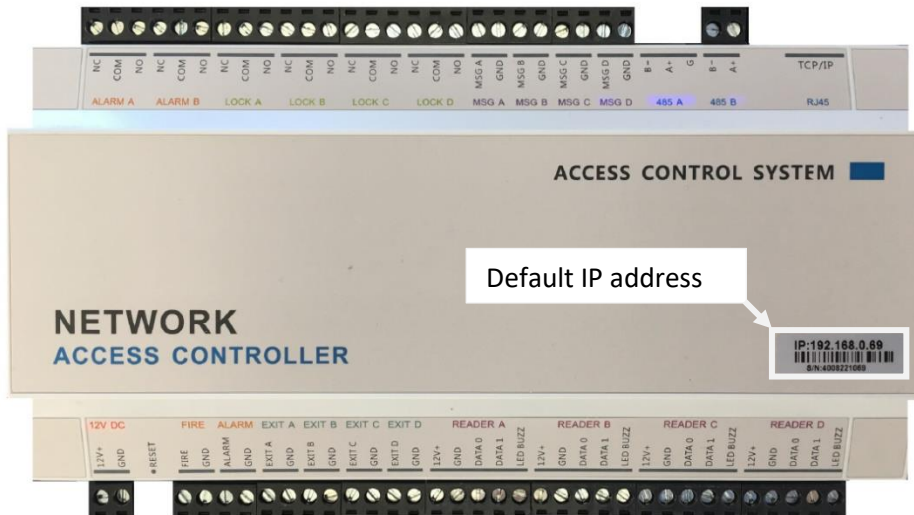 NC COM NO NC COM NO NC COM NO NC COM NO NC COM NO NC COM NO MSG A GND MSG B GND MSG C GND MSG D GND B− A+ G B− A+ TCP/IP
ALARM A ALARM B LOCK A LOCK B LOCK C LOCK D MSG A MSG B MSG C MSG D 485 A 485 B RJ45
ACCESS CONTROL SYSTEM
Default IP address
NETWORK
ACCESS CONTROLLER
IP:192.168.0.69
S/N:4008221069
12V DC FIRE ALARM EXIT A EXIT B EXIT C EXIT D READER A READER B READER C READER D
12V+ GND RESET FIRE GND ALARM GND EXIT A GND EXIT B GND EXIT C GND EXIT D GND 12V+ GND DATA 0 DATA 1 LED BUZZ 12V+ GND DATA 0 DATA 1 LED BUZZ 12V+ GND DATA 0 DATA 1 LED BUZZ 12V+ GND DATA 0 DATA 1 LED BUZZ